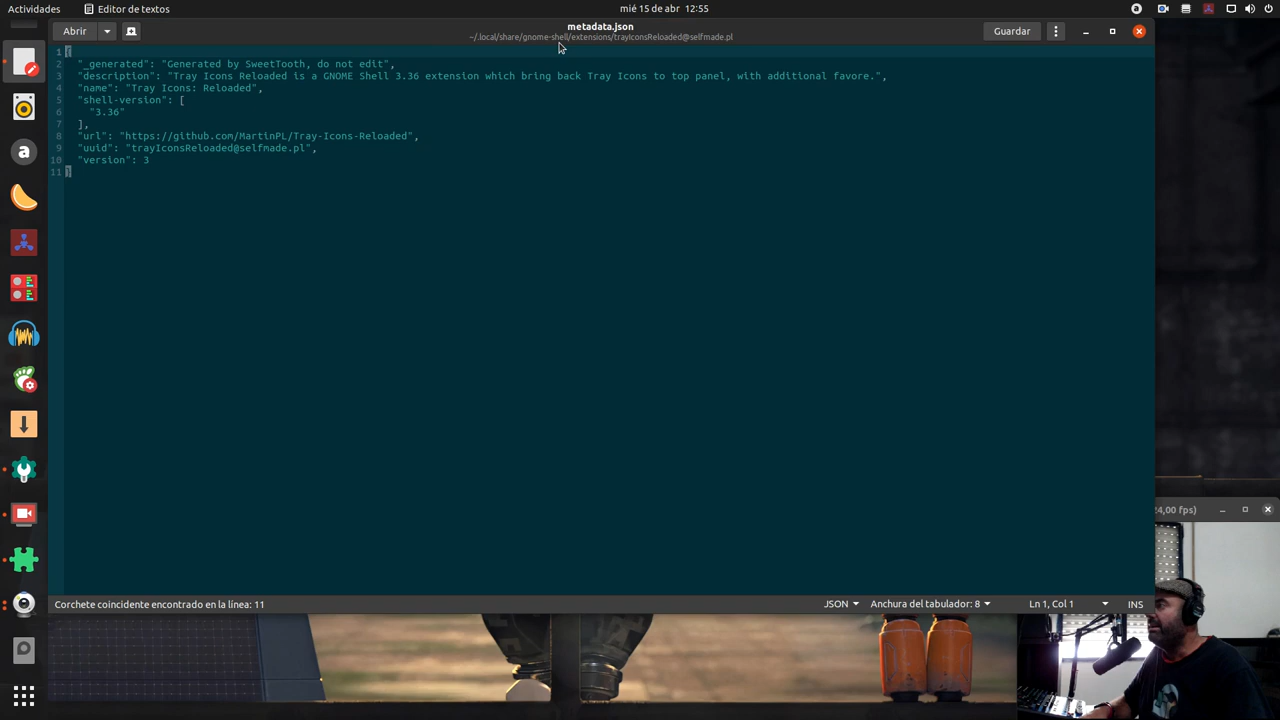 Actividades
Editor de textos
mié 15 de abr 12:55
Abrir
metadata.json
~/.local/share/gnome-shell/extensions/trayIconsReloaded@selfmade.pl
Guardar
1 {
2 "_generated": "Generated by SweetTooth, do not edit",
3 "description": "Tray Icons Reloaded is a GNOME Shell 3.36 extension which bring back Tray Icons to top panel, with additional favore.",
4 "name": "Tray Icons: Reloaded",
5 "shell-version": [
6 "3.36"
7 ],
8 "url": "https://github.com/MartinPL/Tray-Icons-Reloaded",
9 "uuid": "trayIconsReloaded@selfmade.pl",
10 "version": 3
11 }
24,00 fps)
Corchete coincidente encontrado en la línea: 11
JSON
Anchura del tabulador: 8
Ln 1, Col 1
INS